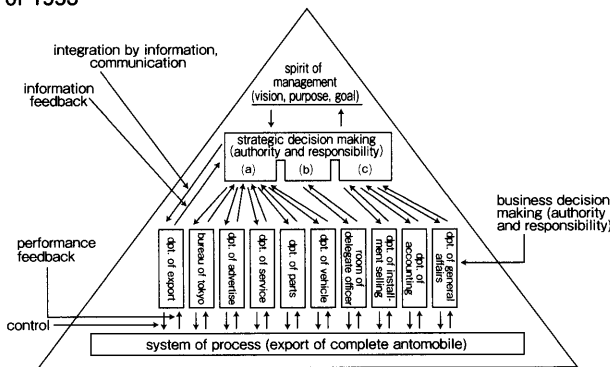 of 1958
integration by information,
communication
information
feedback
spirit of
management
(vision, purpose, goal)
strategic decision making
(authority and responsibility)
(a) (b) (c)
business decision
making (authority
and responsibility)
performance
feedback
control
dpt. of export
bureau of tokyo
dpt. of advertise
dpt. of service
dpt. of parts
dpt. of vehicle
room of
delegate officer
dpt. of install-
ment selling
dpt. of
accounting
dpt. of general
affairs
system of process (export of complete antomobile)